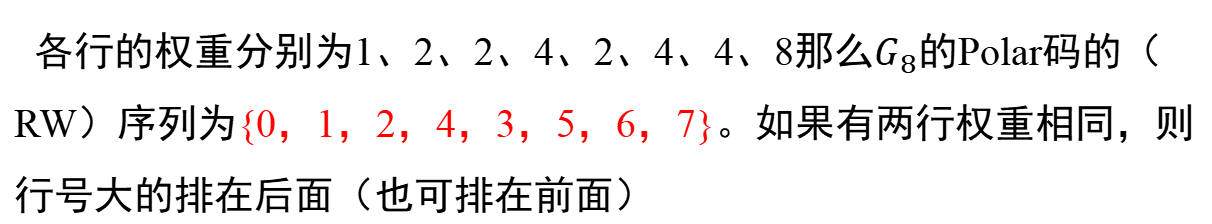 各行的权重分别为1、2、2、4、2、4、4、8那么G₈的Polar码的（
RW）序列为{0，1，2，4，3，5，6，7}。如果有两行权重相同，则
行号大的排在后面（也可排在前面）